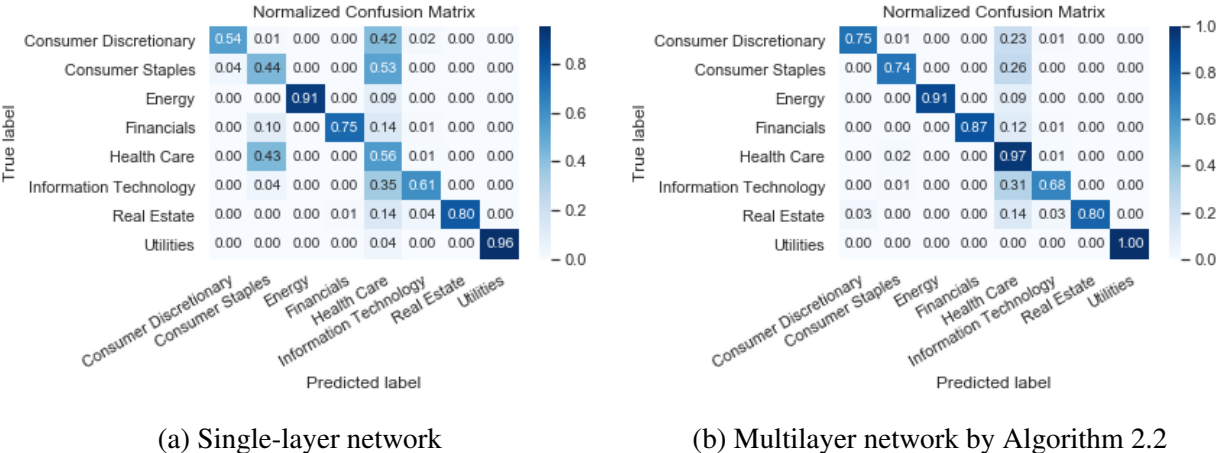 Normalized Confusion Matrix
True label
Consumer Discretionary 0.54 0.01 0.00 0.00 0.42 0.02 0.00 0.00
Consumer Staples 0.04 0.44 0.00 0.00 0.53 0.00 0.00 0.00
Energy 0.00 0.00 0.91 0.00 0.09 0.00 0.00 0.00
Financials 0.00 0.10 0.00 0.75 0.14 0.01 0.00 0.00
Health Care 0.00 0.43 0.00 0.00 0.56 0.01 0.00 0.00
Information Technology 0.00 0.04 0.00 0.00 0.35 0.61 0.00 0.00
Real Estate 0.00 0.00 0.00 0.01 0.14 0.04 0.80 0.00
Utilities 0.00 0.00 0.00 0.00 0.04 0.00 0.00 0.96
0.8
0.6
0.4
0.2
0.0
Consumer Discretionary
Consumer Staples
Energy
Financials
Health Care
Information Technology
Real Estate
Utilities
Predicted label
(a) Single-layer network
Normalized Confusion Matrix
True label
Consumer Discretionary 0.75 0.01 0.00 0.00 0.23 0.01 0.00 0.00
Consumer Staples 0.00 0.74 0.00 0.00 0.26 0.00 0.00 0.00
Energy 0.00 0.00 0.91 0.00 0.09 0.00 0.00 0.00
Financials 0.00 0.00 0.00 0.87 0.12 0.01 0.00 0.00
Health Care 0.00 0.02 0.00 0.00 0.97 0.01 0.00 0.00
Information Technology 0.00 0.01 0.00 0.00 0.31 0.68 0.00 0.00
Real Estate 0.03 0.00 0.00 0.00 0.14 0.03 0.80 0.00
Utilities 0.00 0.00 0.00 0.00 0.00 0.00 0.00 1.00
1.0
0.8
0.6
0.4
0.2
0.0
Consumer Discretionary
Consumer Staples
Energy
Financials
Health Care
Information Technology
Real Estate
Utilities
Predicted label
(b) Multilayer network by Algorithm 2.2